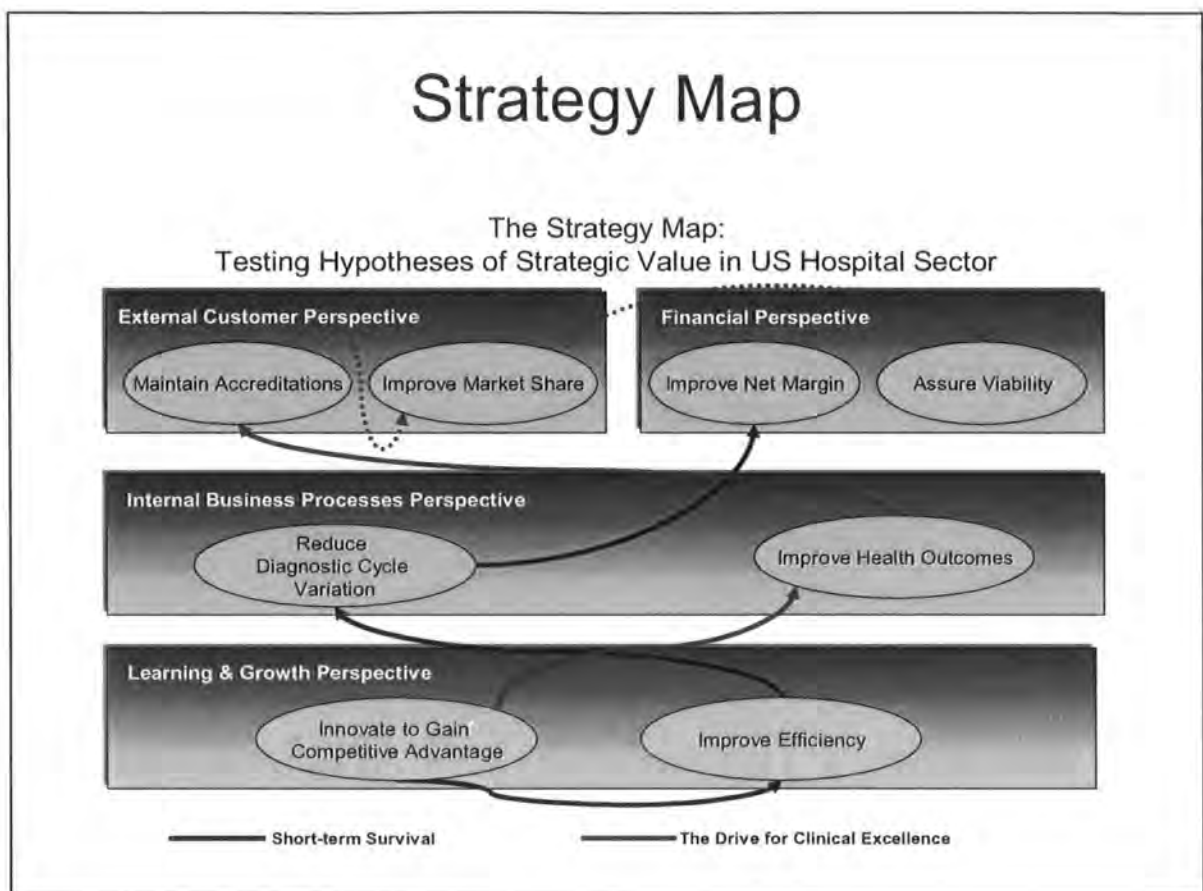 Strategy Map
The Strategy Map:
Testing Hypotheses of Strategic Value in US Hospital Sector
External Customer Perspective
Maintain Accreditations
Improve Market Share
Financial Perspective
Improve Net Margin
Assure Viability
Internal Business Processes Perspective
Reduce
Diagnostic Cycle
Variation
Improve Health Outcomes
Learning & Growth Perspective
Innovate to Gain
Competitive Advantage
Improve Efficiency
Short-term Survival
The Drive for Clinical Excellence